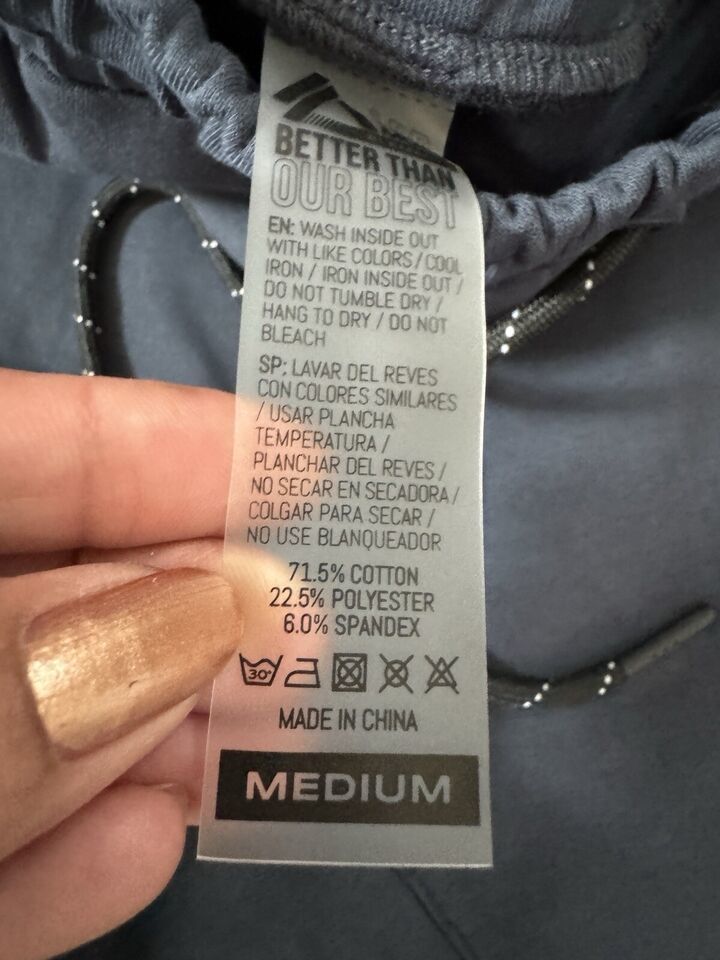 BETTER THAN
OUR BEST
EN: WASH INSIDE OUT
WITH LIKE COLORS / COOL
IRON / IRON INSIDE OUT /
DO NOT TUMBLE DRY /
HANG TO DRY / DO NOT
BLEACH
SP: LAVAR DEL REVES
CON COLORES SIMILARES
/ USAR PLANCHA
TEMPERATURA /
PLANCHAR DEL REVES /
NO SECAR EN SECADORA /
COLGAR PARA SECAR /
NO USE BLANQUEADOR
71.5% COTTON
22.5% POLYESTER
6.0% SPANDEX
30°
MADE IN CHINA
MEDIUM